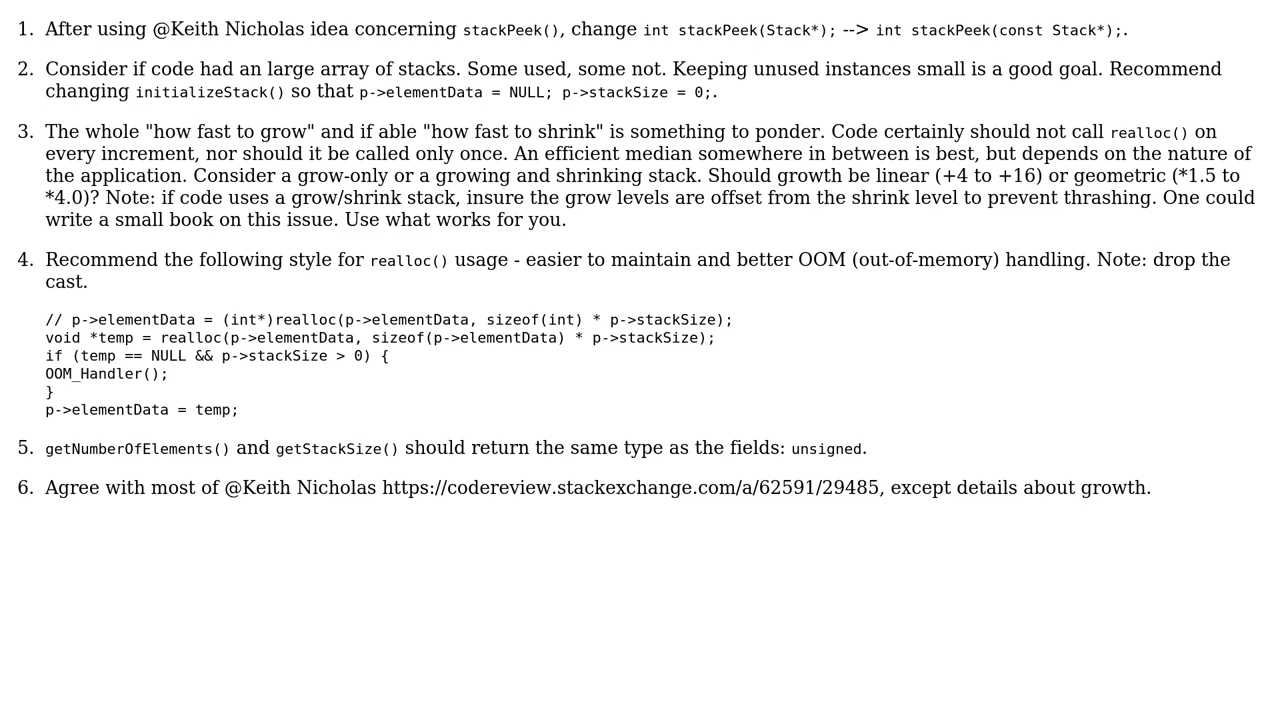 1. After using @Keith Nicholas idea concerning stackPeek(), change int stackPeek(Stack*); --> int stackPeek(const Stack*);.
2. Consider if code had an large array of stacks. Some used, some not. Keeping unused instances small is a good goal. Recommend
changing initializeStack() so that p->elementData = NULL; p->stackSize = 0;.
3. The whole "how fast to grow" and if able "how fast to shrink" is something to ponder. Code certainly should not call realloc() on
every increment, nor should it be called only once. An efficient median somewhere in between is best, but depends on the nature of
the application. Consider a grow-only or a growing and shrinking stack. Should growth be linear (+4 to +16) or geometric (*1.5 to
*4.0)? Note: if code uses a grow/shrink stack, insure the grow levels are offset from the shrink level to prevent thrashing. One could
write a small book on this issue. Use what works for you.
4. Recommend the following style for realloc() usage - easier to maintain and better OOM (out-of-memory) handling. Note: drop the
cast.
// p->elementData = (int*)realloc(p->elementData, sizeof(int) * p->stackSize);
void *temp = realloc(p->elementData, sizeof(p->elementData) * p->stackSize);
if (temp == NULL && p->stackSize > 0) {
OOM_Handler();
}
p->elementData = temp;
5. getNumberOfElements() and getStackSize() should return the same type as the fields: unsigned.
6. Agree with most of @Keith Nicholas https://codereview.stackexchange.com/a/62591/29485, except details about growth.